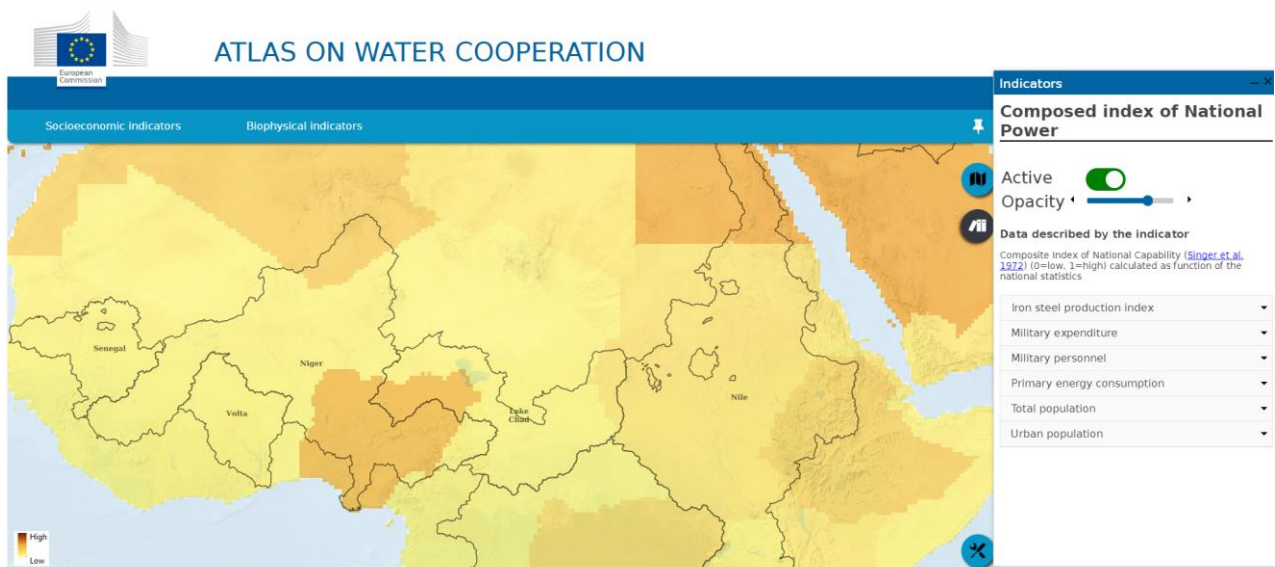 European
Commission
ATLAS ON WATER COOPERATION
Socioeconomic indicators
Biophysical indicators
Senegal
Niger
Volta
Lake
Chad
Nile
High
Low
Indicators
Composed index of National
Power
Active
Opacity
Data described by the indicator
Composite Index of National Capability (Singer et al.
1972) (0=low, 1=high) calculated as function of the
national statistics
Iron steel production index
Military expenditure
Military personnel
Primary energy consumption
Total population
Urban population